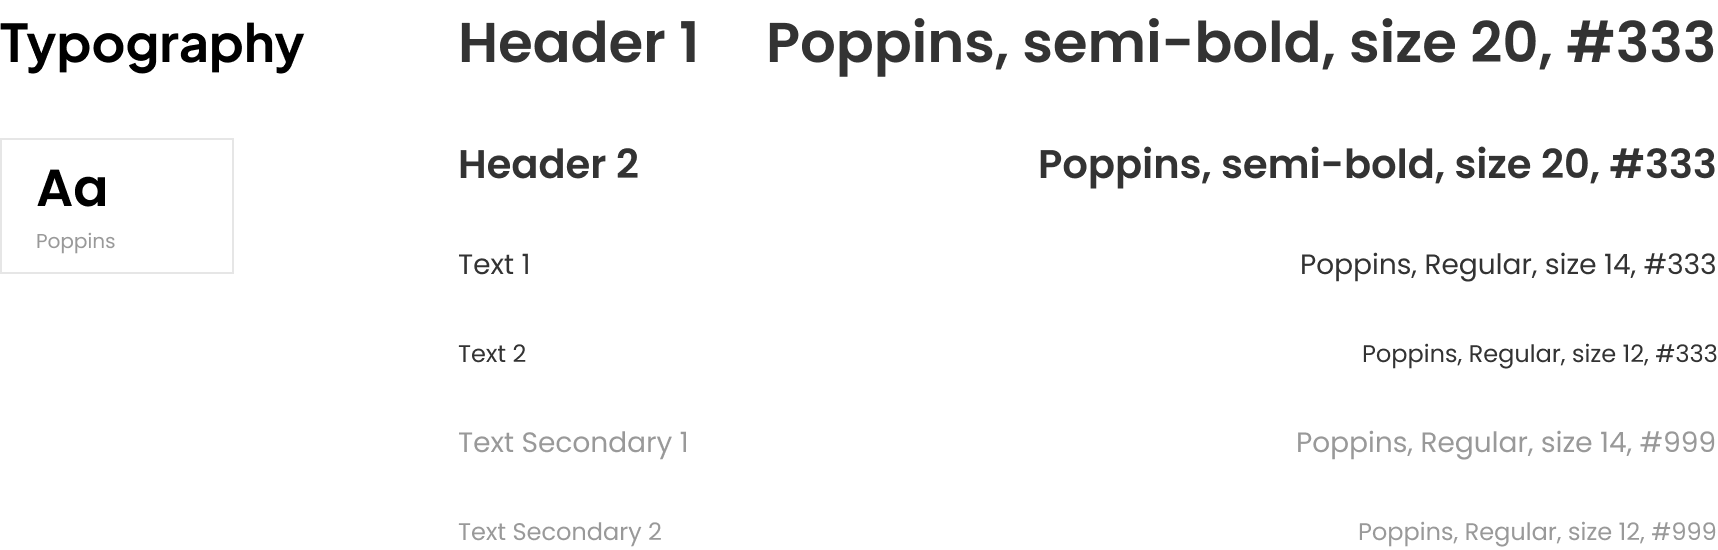 Typography
Aa
Poppins
Header 1 Poppins, semi-bold, size 20, #333
Header 2 Poppins, semi-bold, size 20, #333
Text 1 Poppins, Regular, size 14, #333
Text 2 Poppins, Regular, size 12, #333
Text Secondary 1 Poppins, Regular, size 14, #999
Text Secondary 2 Poppins, Regular, size 12, #999